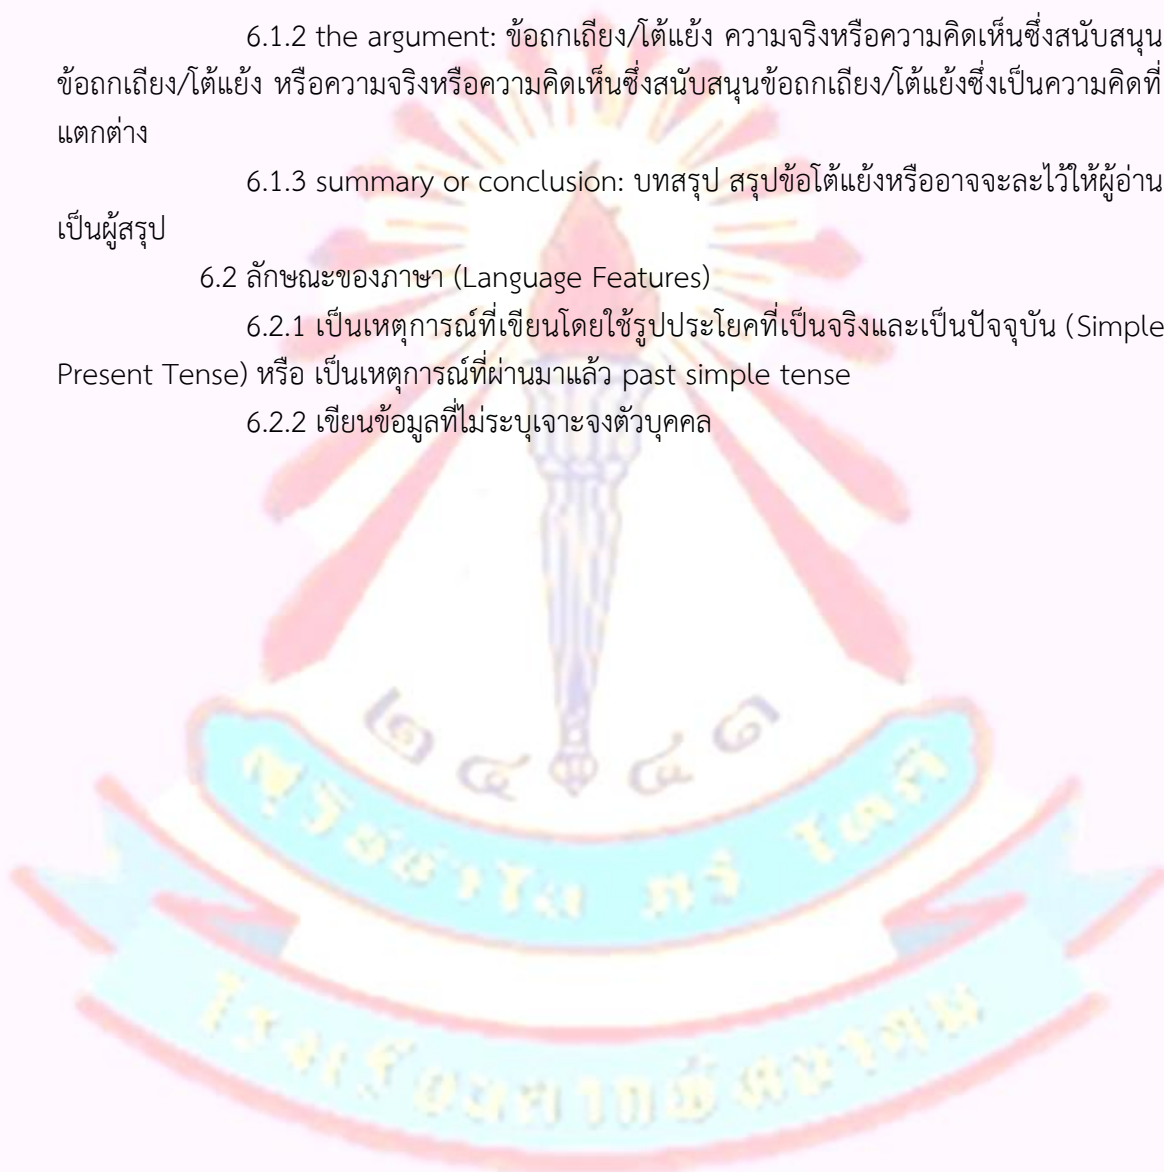 6.1.2 the argument: ข้อถกเถียง/โต้แย้ง ความจริงหรือความคิดเห็นซึ่งสนับสนุน
ข้อถกเถียง/โต้แย้ง หรือความจริงหรือความคิดเห็นซึ่งสนับสนุนข้อถกเถียง/โต้แย้งซึ่งเป็นความคิดที่
แตกต่าง
6.1.3 summary or conclusion: บทสรุป สรุปข้อโต้แย้งหรืออาจจะละไว้ให้ผู้อ่าน
เป็นผู้สรุป
6.2 ลักษณะของภาษา (Language Features)
6.2.1 เป็นเหตุการณ์ที่เขียนโดยใช้รูปประโยคที่เป็นจริงและเป็นปัจจุบัน (Simple
Present Tense) หรือ เป็นเหตุการณ์ที่ผ่านมาแล้ว past simple tense
6.2.2 เขียนข้อมูลที่ไม่ระบุเจาะจงตัวบุคคล
๒๕๔๑
สุวิชาโน ภวํ โหติ